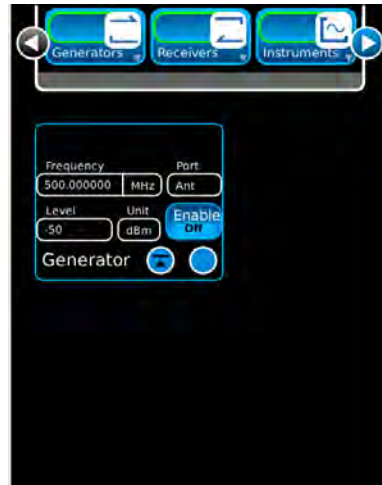 Generators Receivers Instruments
Frequency Port
500.000000 MHz Ant
Level Unit Enable
-50 dBm Off
Generator